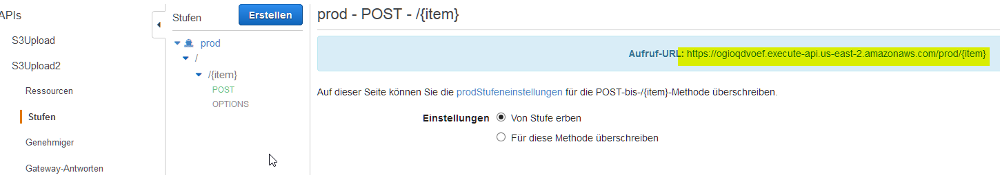 APIs
S3Upload
S3Upload2
Ressourcen
Stufen
Genehmiger
Gateway-Antworten
Stufen
Erstellen
prod
/
/{item}
POST
OPTIONS
prod - POST - /{item}
Aufruf-URL: https://ogioqdvoef.execute-api.us-east-2.amazonaws.com/prod/{item}
Auf dieser Seite können Sie die prodStufeneinstellungen für die POST-bis-/{item}-Methode überschreiben.
Einstellungen Von Stufe erben
Für diese Methode überschreiben